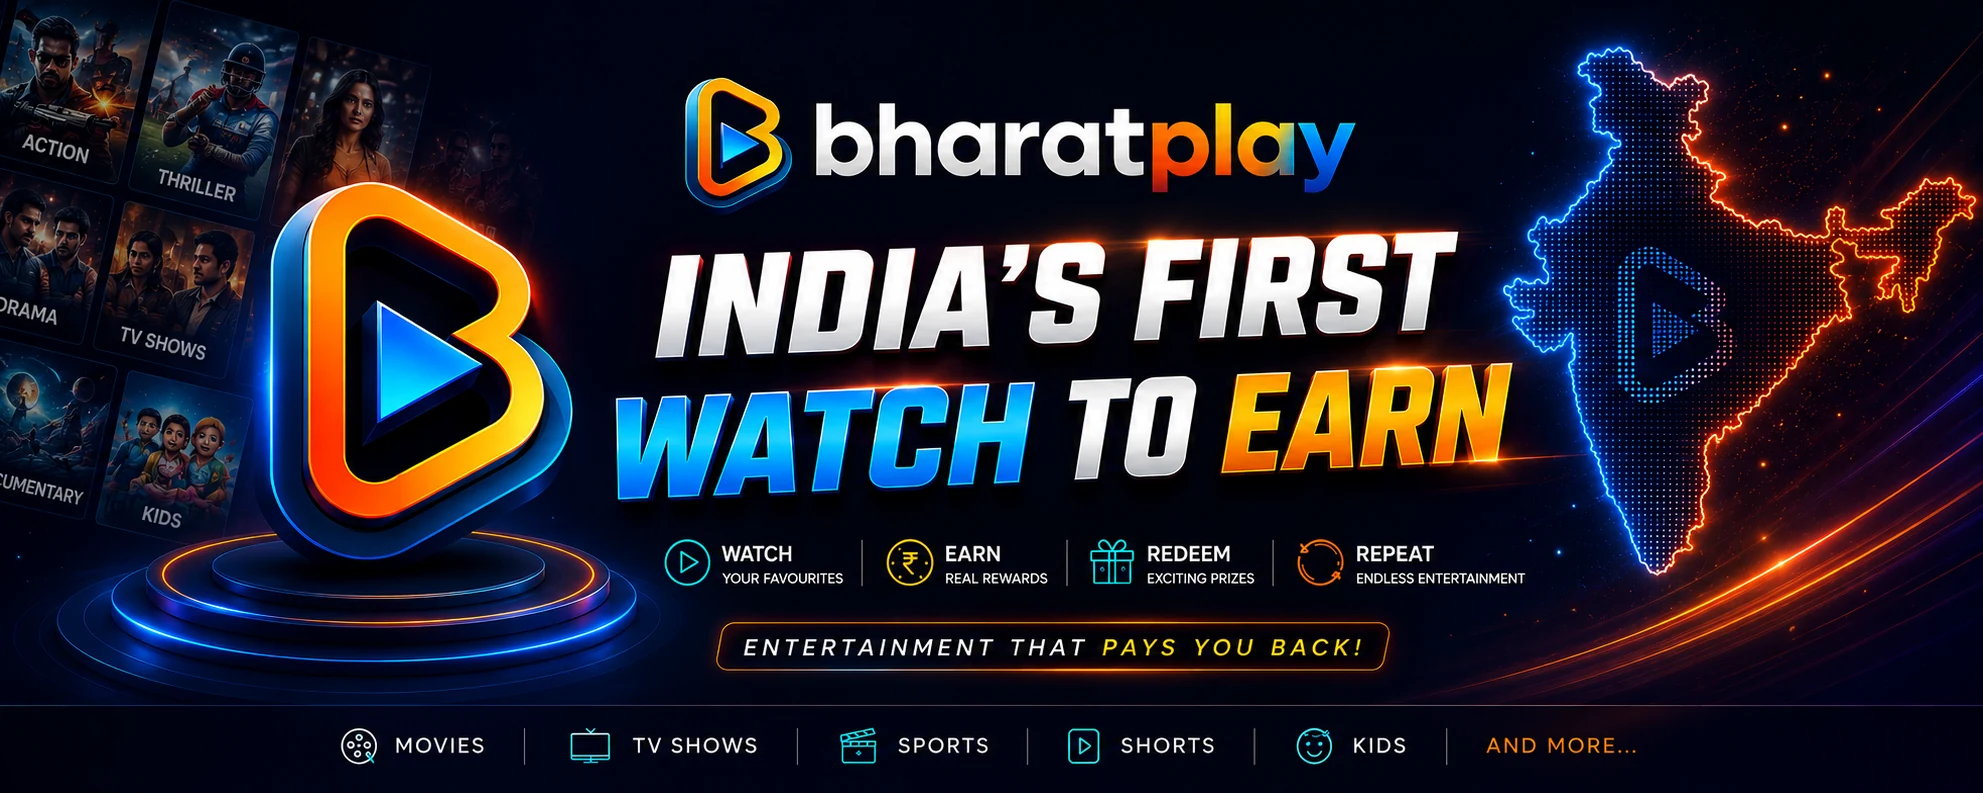 ACTION
THRILLER
DRAMA
TV SHOWS
CUMENTARY
KIDS
bharatplay
INDIA'S FIRST
WATCH TO EARN
WATCH
YOUR FAVOURITES
EARN
REAL REWARDS
REDEEM
EXCITING PRIZES
REPEAT
ENDLESS ENTERTAINMENT
ENTERTAINMENT THAT PAYS YOU BACK!
MOVIES
TV SHOWS
SPORTS
SHORTS
KIDS
AND MORE...